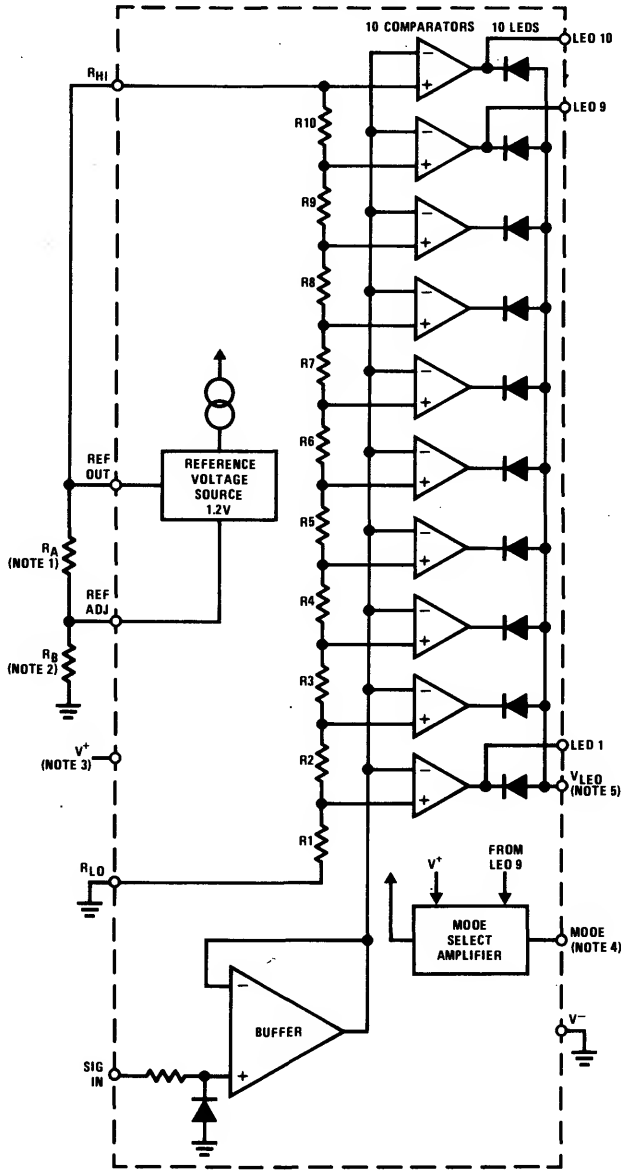 10 COMPARATORS
10 LEDS
LEO 10
RHI
LEO 9
R10
R9
R8
R7
R6
REF
OUT
REFERENCE
VOLTAGE
SOURCE
1.2V
R5
RA
(NOTE 1)
REF
ADJ
R4
RB
(NOTE 2)
R3
V+
(NOTE 3)
R2
LED 1
VLEO
(NOTE 5)
R1
RLO
V+
FROM
LEO 9
MODE
SELECT
AMPLIFIER
MOOE
(NOTE 4)
BUFFER
V−
SIG
IN
− + − + − + − + − + − + − + − + − + − + − +